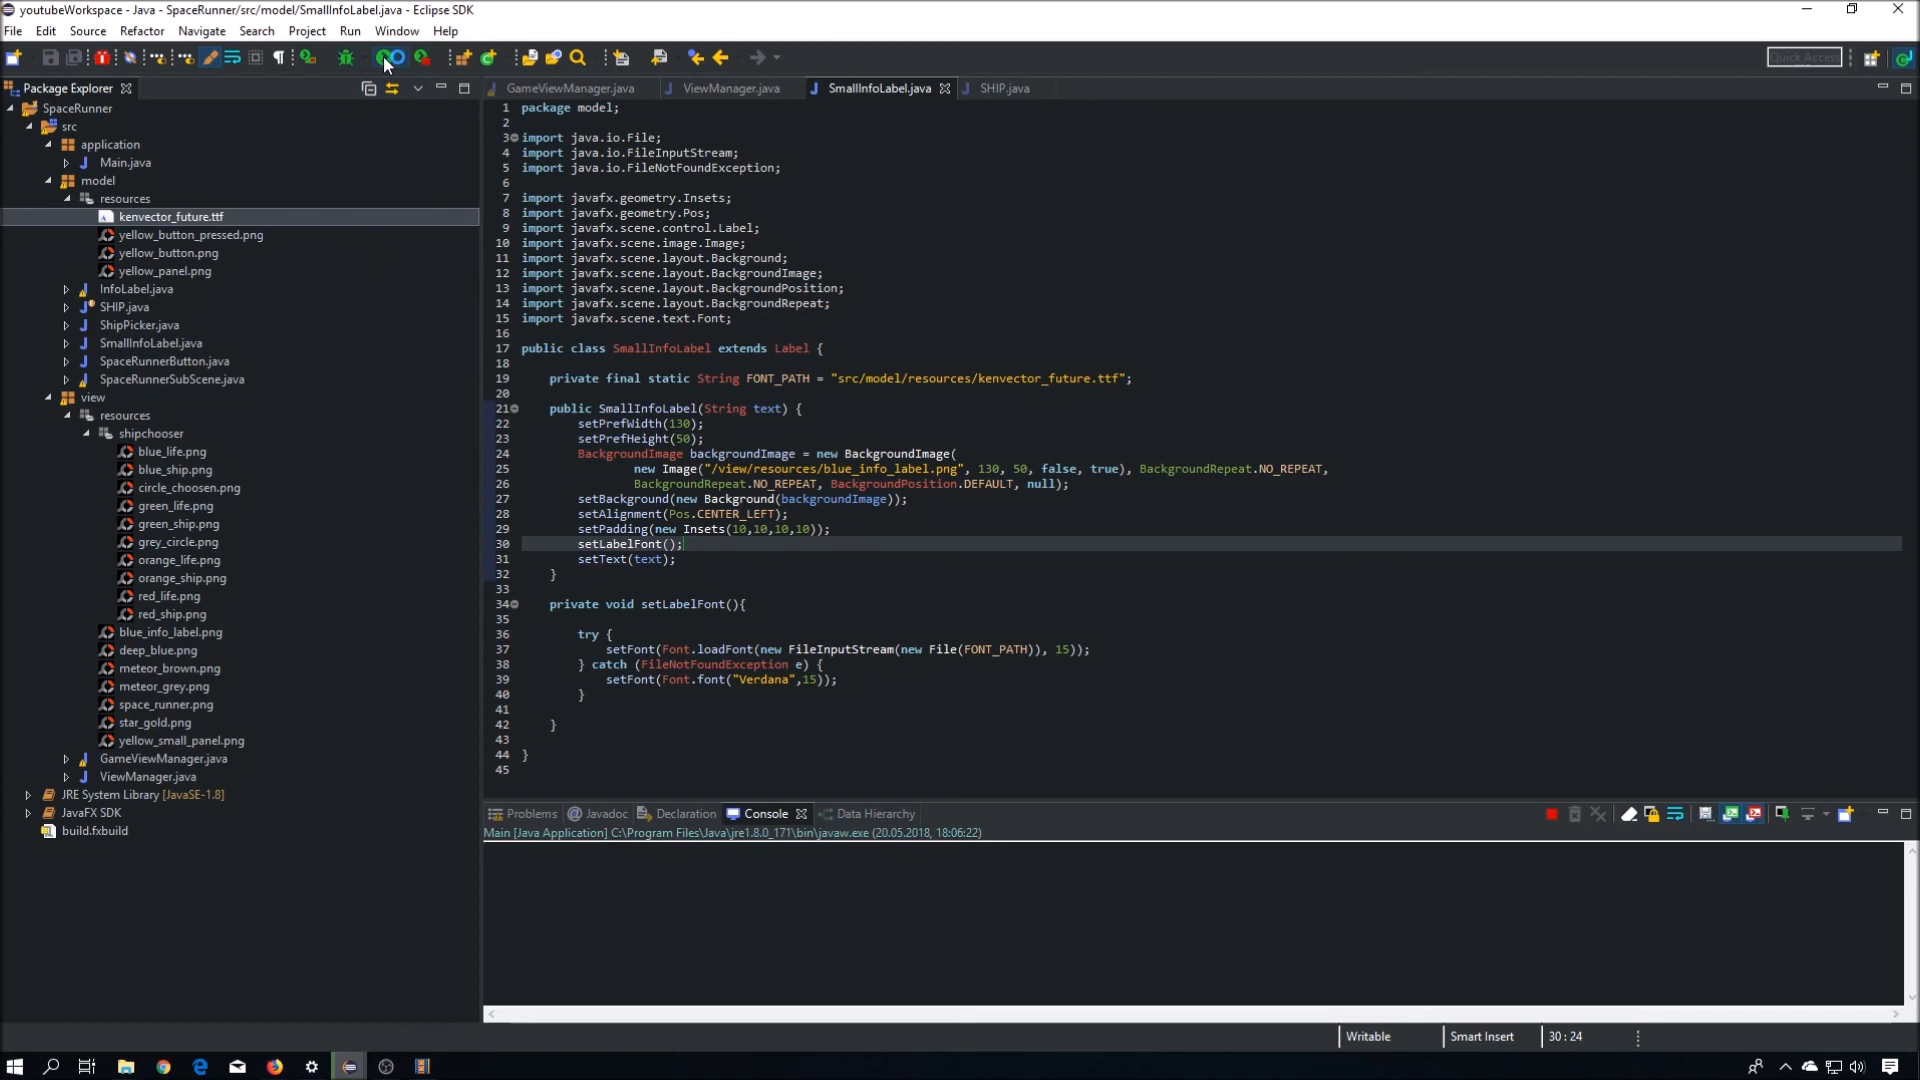 youtubeWorkspace - Java - SpaceRunner/src/model/SmallInfoLabel.java - Eclipse SDK
File Edit Source Refactor Navigate Search Project Run Window Help
Quick Access
Package Explorer
SpaceRunner
src
application
Main.java
model
resources
kenvector_future.ttf
yellow_button_pressed.png
yellow_button.png
yellow_panel.png
InfoLabel.java
SHIP.java
ShipPicker.java
SmallInfoLabel.java
SpaceRunnerButton.java
SpaceRunnerSubScene.java
view
resources
shipchooser
blue_life.png
blue_ship.png
circle_choosen.png
green_life.png
green_ship.png
grey_circle.png
orange_life.png
orange_ship.png
red_life.png
red_ship.png
blue_info_label.png
deep_blue.png
meteor_brown.png
meteor_grey.png
space_runner.png
star_gold.png
yellow_small_panel.png
GameViewManager.java
ViewManager.java
JRE System Library [JavaSE-1.8]
JavaFX SDK
build.fxbuild
GameViewManager.java ViewManager.java SmallInfoLabel.java SHIP.java
1 package model;
2
3 import java.io.File;
4 import java.io.FileInputStream;
5 import java.io.FileNotFoundException;
6
7 import javafx.geometry.Insets;
8 import javafx.geometry.Pos;
9 import javafx.scene.control.Label;
10 import javafx.scene.image.Image;
11 import javafx.scene.layout.Background;
12 import javafx.scene.layout.BackgroundImage;
13 import javafx.scene.layout.BackgroundPosition;
14 import javafx.scene.layout.BackgroundRepeat;
15 import javafx.scene.text.Font;
16
17 public class SmallInfoLabel extends Label {
18
19 private final static String FONT_PATH = "src/model/resources/kenvector_future.ttf";
20
21 public SmallInfoLabel(String text) {
22 setPrefWidth(130);
23 setPrefHeight(50);
24 BackgroundImage backgroundImage = new BackgroundImage(
25 new Image("/view/resources/blue_info_label.png", 130, 50, false, true), BackgroundRepeat.NO_REPEAT,
26 BackgroundRepeat.NO_REPEAT, BackgroundPosition.DEFAULT, null);
27 setBackground(new Background(backgroundImage));
28 setAlignment(Pos.CENTER_LEFT);
29 setPadding(new Insets(10,10,10,10));
30 setLabelFont();
31 setText(text);
32 }
33
34 private void setLabelFont(){
35
36 try {
37 setFont(Font.loadFont(new FileInputStream(new File(FONT_PATH)), 15));
38 } catch (FileNotFoundException e) {
39 setFont(Font.font("Verdana",15));
40 }
41
42 }
43
44 }
45
Problems Javadoc Declaration Console Data Hierarchy
Main [Java Application] C:\Program Files\Java\jre1.8.0_171\bin\javaw.exe (20.05.2018, 18:06:22)
Writable Smart Insert 30 : 24